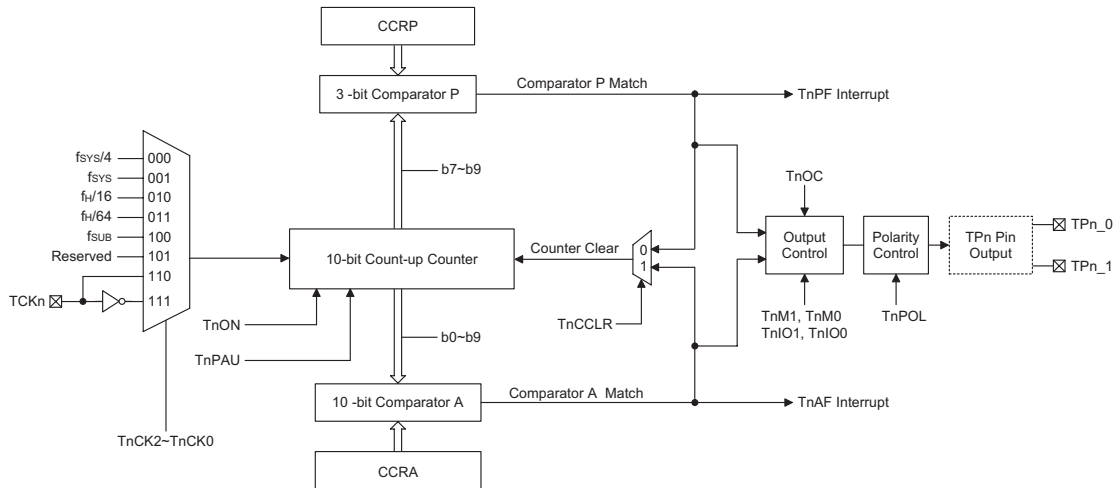 CCRP
3 -bit Comparator P
Comparator P Match
TnPF Interrupt
fSYS/4
000
fSYS
001
fH/16
010
fH/64
011
fSUB
100
Reserved
101
110
111
TCKn
TnCK2~TnCK0
b7~b9
10-bit Count-up Counter
TnON
TnPAU
b0~b9
Counter Clear
0
1
TnCCLR
TnOC
Output
Control
TnM1, TnM0
TnIO1, TnIO0
Polarity
Control
TnPOL
TPn Pin
Output
TPn_0
TPn_1
10 -bit Comparator A
Comparator A  Match
TnAF Interrupt
CCRA